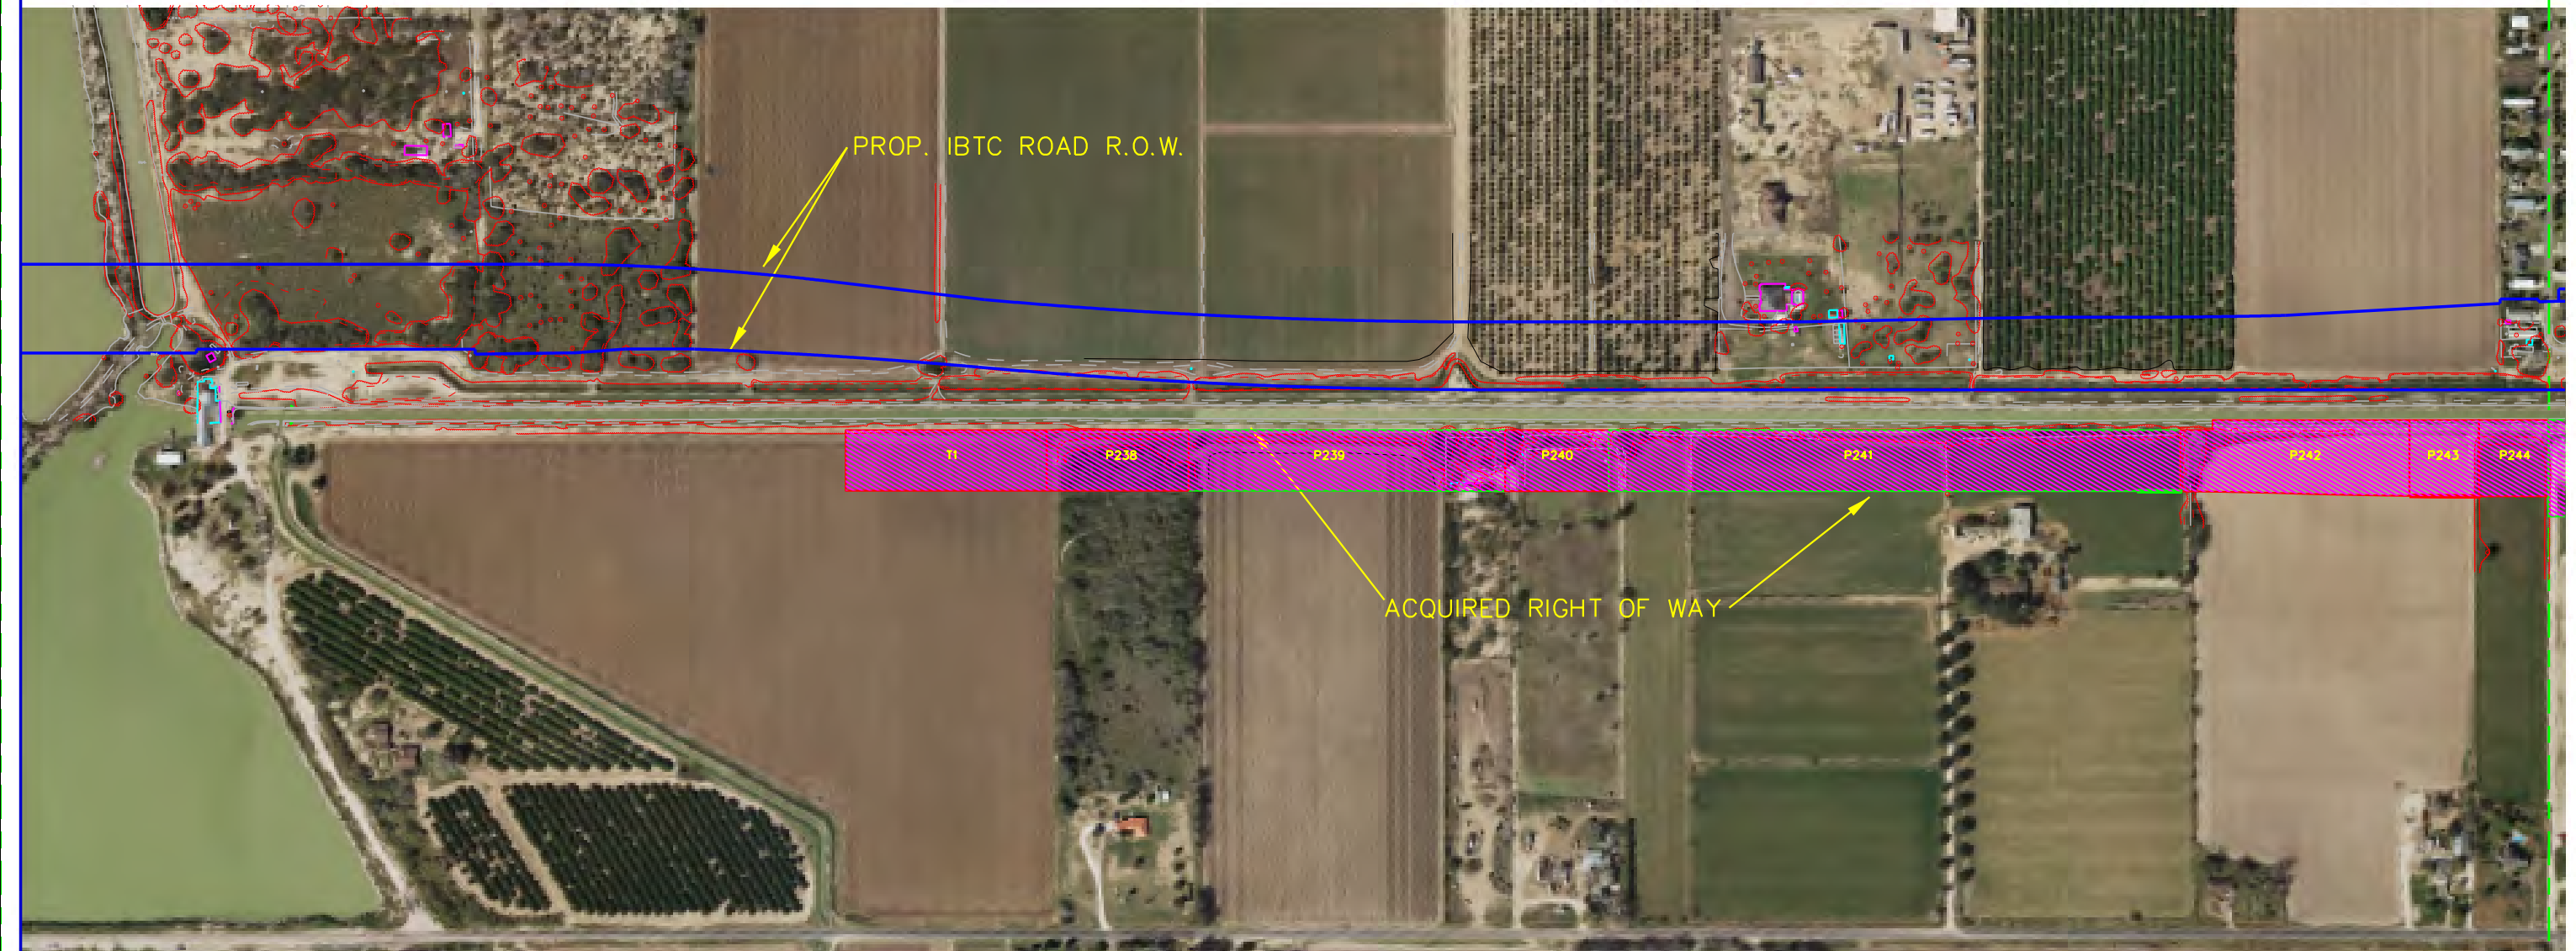 PROP. IBTC ROAD R.O.W.
T1
P238
P239
P240
P241
P242
P243
P244
ACQUIRED RIGHT OF WAY